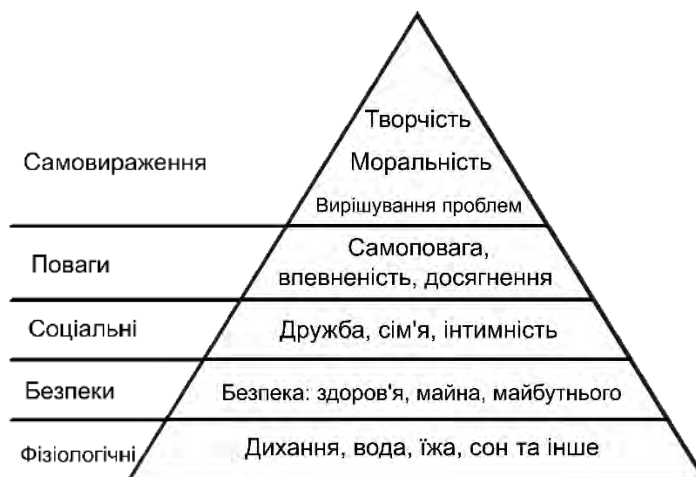 Творчість
Самовираження
Моральність
Вирішування проблем
Поваги
Самоповага,
впевненість, досягнення
Соціальні
Дружба, сім'я, інтимність
Безпеки
Безпека: здоров'я, майна, майбутнього
Фізіологічні
Дихання, вода, їжа, сон та інше